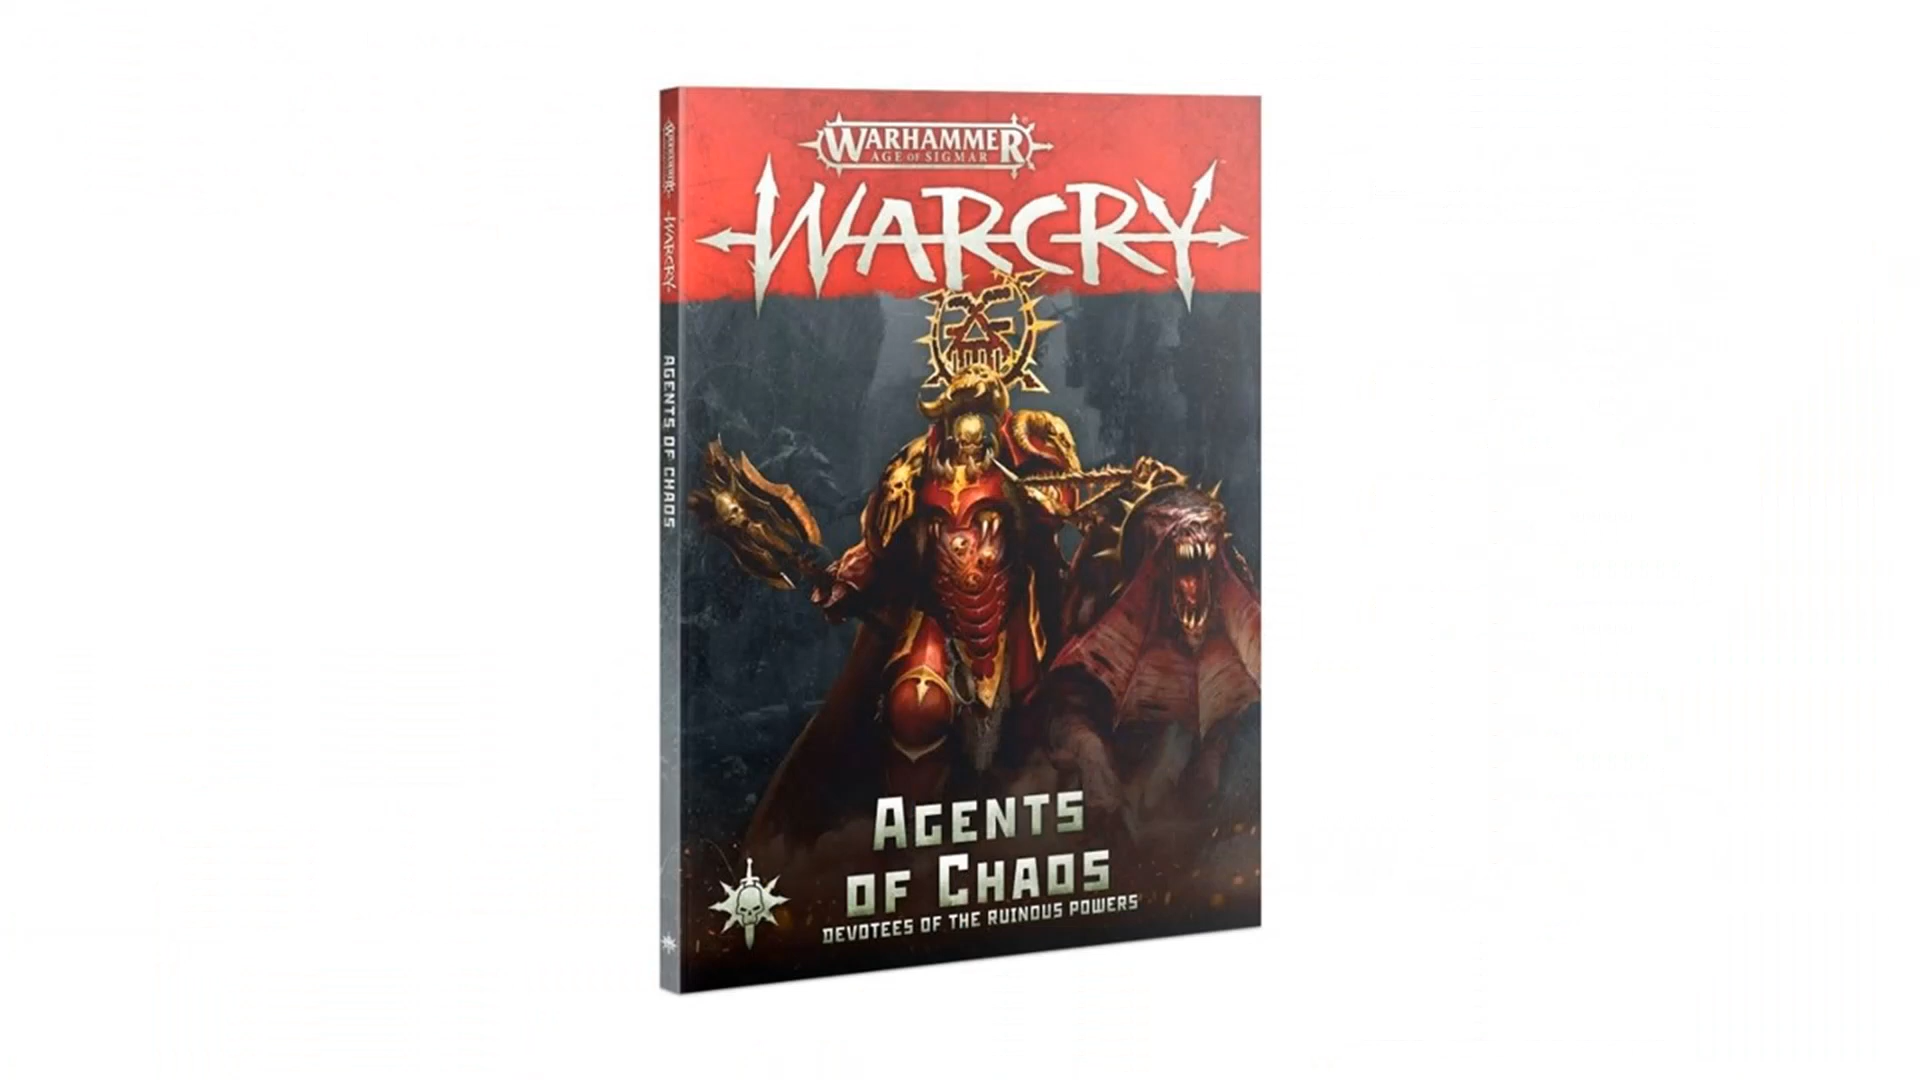 WARHAMMER
AGE OF SIGMAR
WARCRY
AGENTS
OF CHAOS
DEVOTEES OF THE RUINOUS POWERS
WARHAMMER
WARCRY
AGENTS OF CHAOS